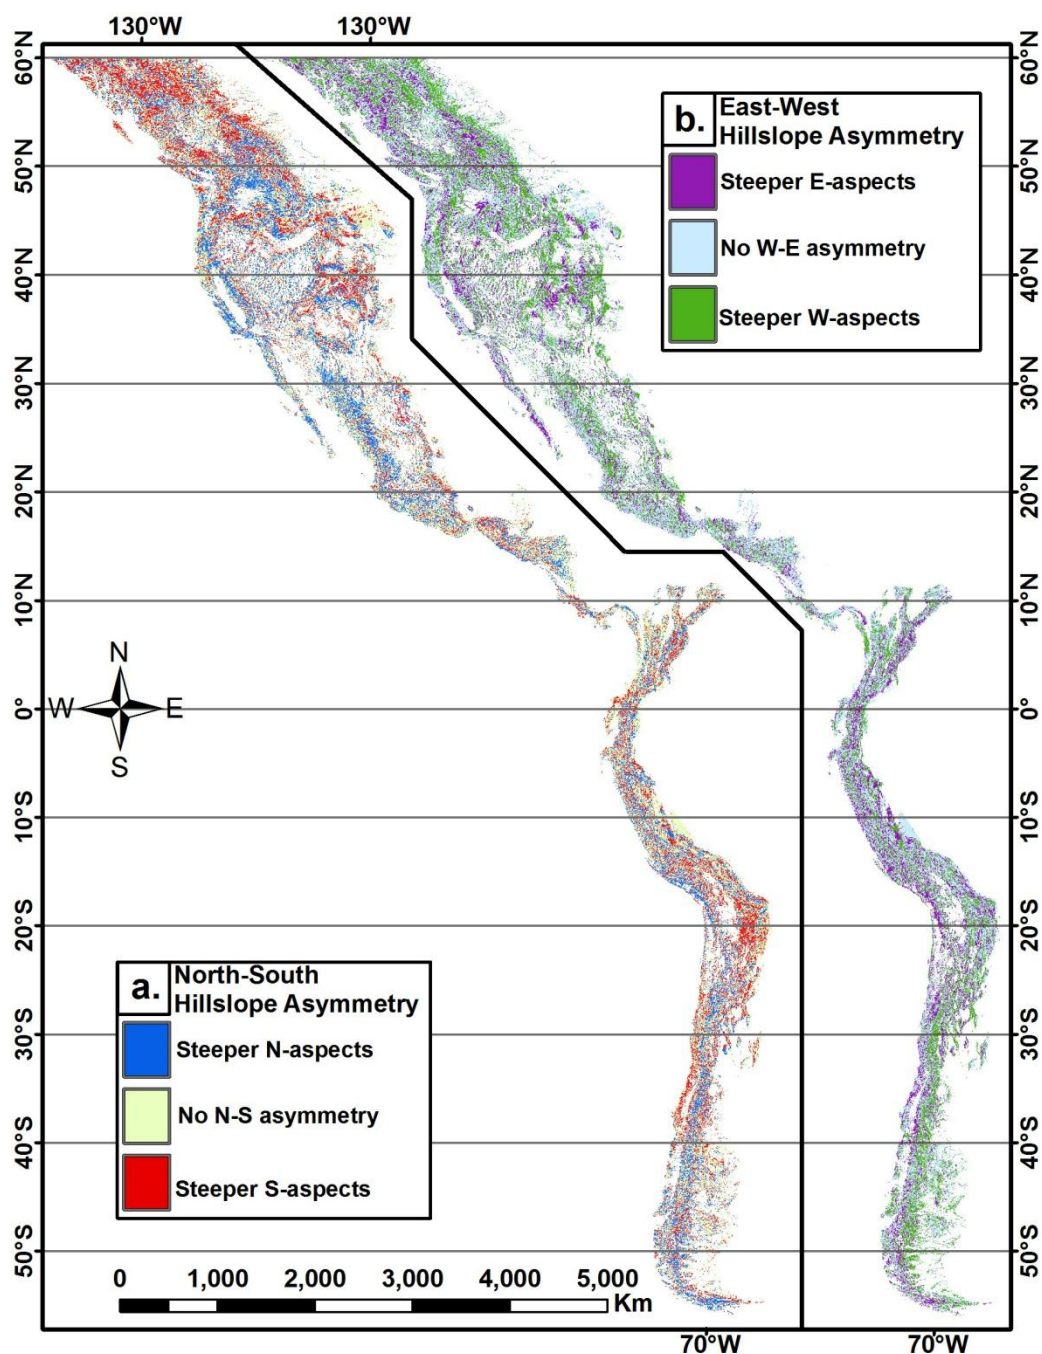 130°W 130°W
60°N 60°N
b. East-West
Hillslope Asymmetry
Steeper E-aspects
No W-E asymmetry
Steeper W-aspects
50°N 50°N
40°N 40°N
30°N 30°N
20°N 20°N
10°N 10°N
N
W E
S
0° 0°
10°S 10°S
20°S 20°S
a. North-South
Hillslope Asymmetry
Steeper N-aspects
No N-S asymmetry
Steeper S-aspects
30°S 30°S
40°S 40°S
50°S 50°S
0 1,000 2,000 3,000 4,000 5,000
Km
70°W 70°W